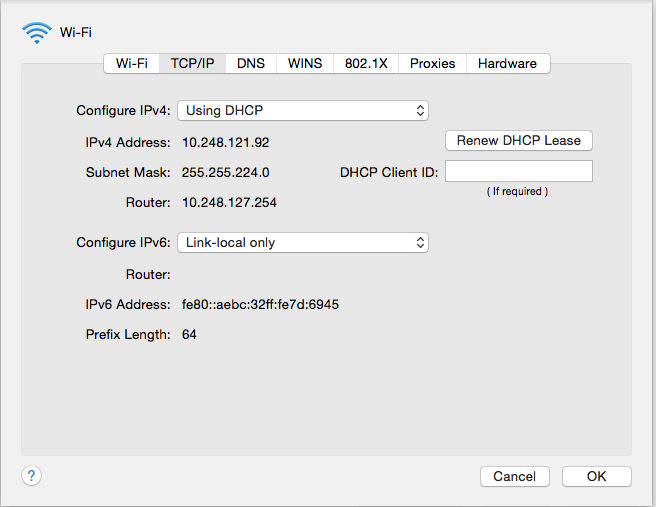 Wi-Fi
Wi-Fi TCP/IP DNS WINS 802.1X Proxies Hardware
Configure IPv4: Using DHCP
IPv4 Address: 10.248.121.92 Renew DHCP Lease
Subnet Mask: 255.255.224.0 DHCP Client ID:
( If required )
Router: 10.248.127.254
Configure IPv6: Link-local only
Router:
IPv6 Address: fe80::aebc:32ff:fe7d:6945
Prefix Length: 64
? Cancel OK